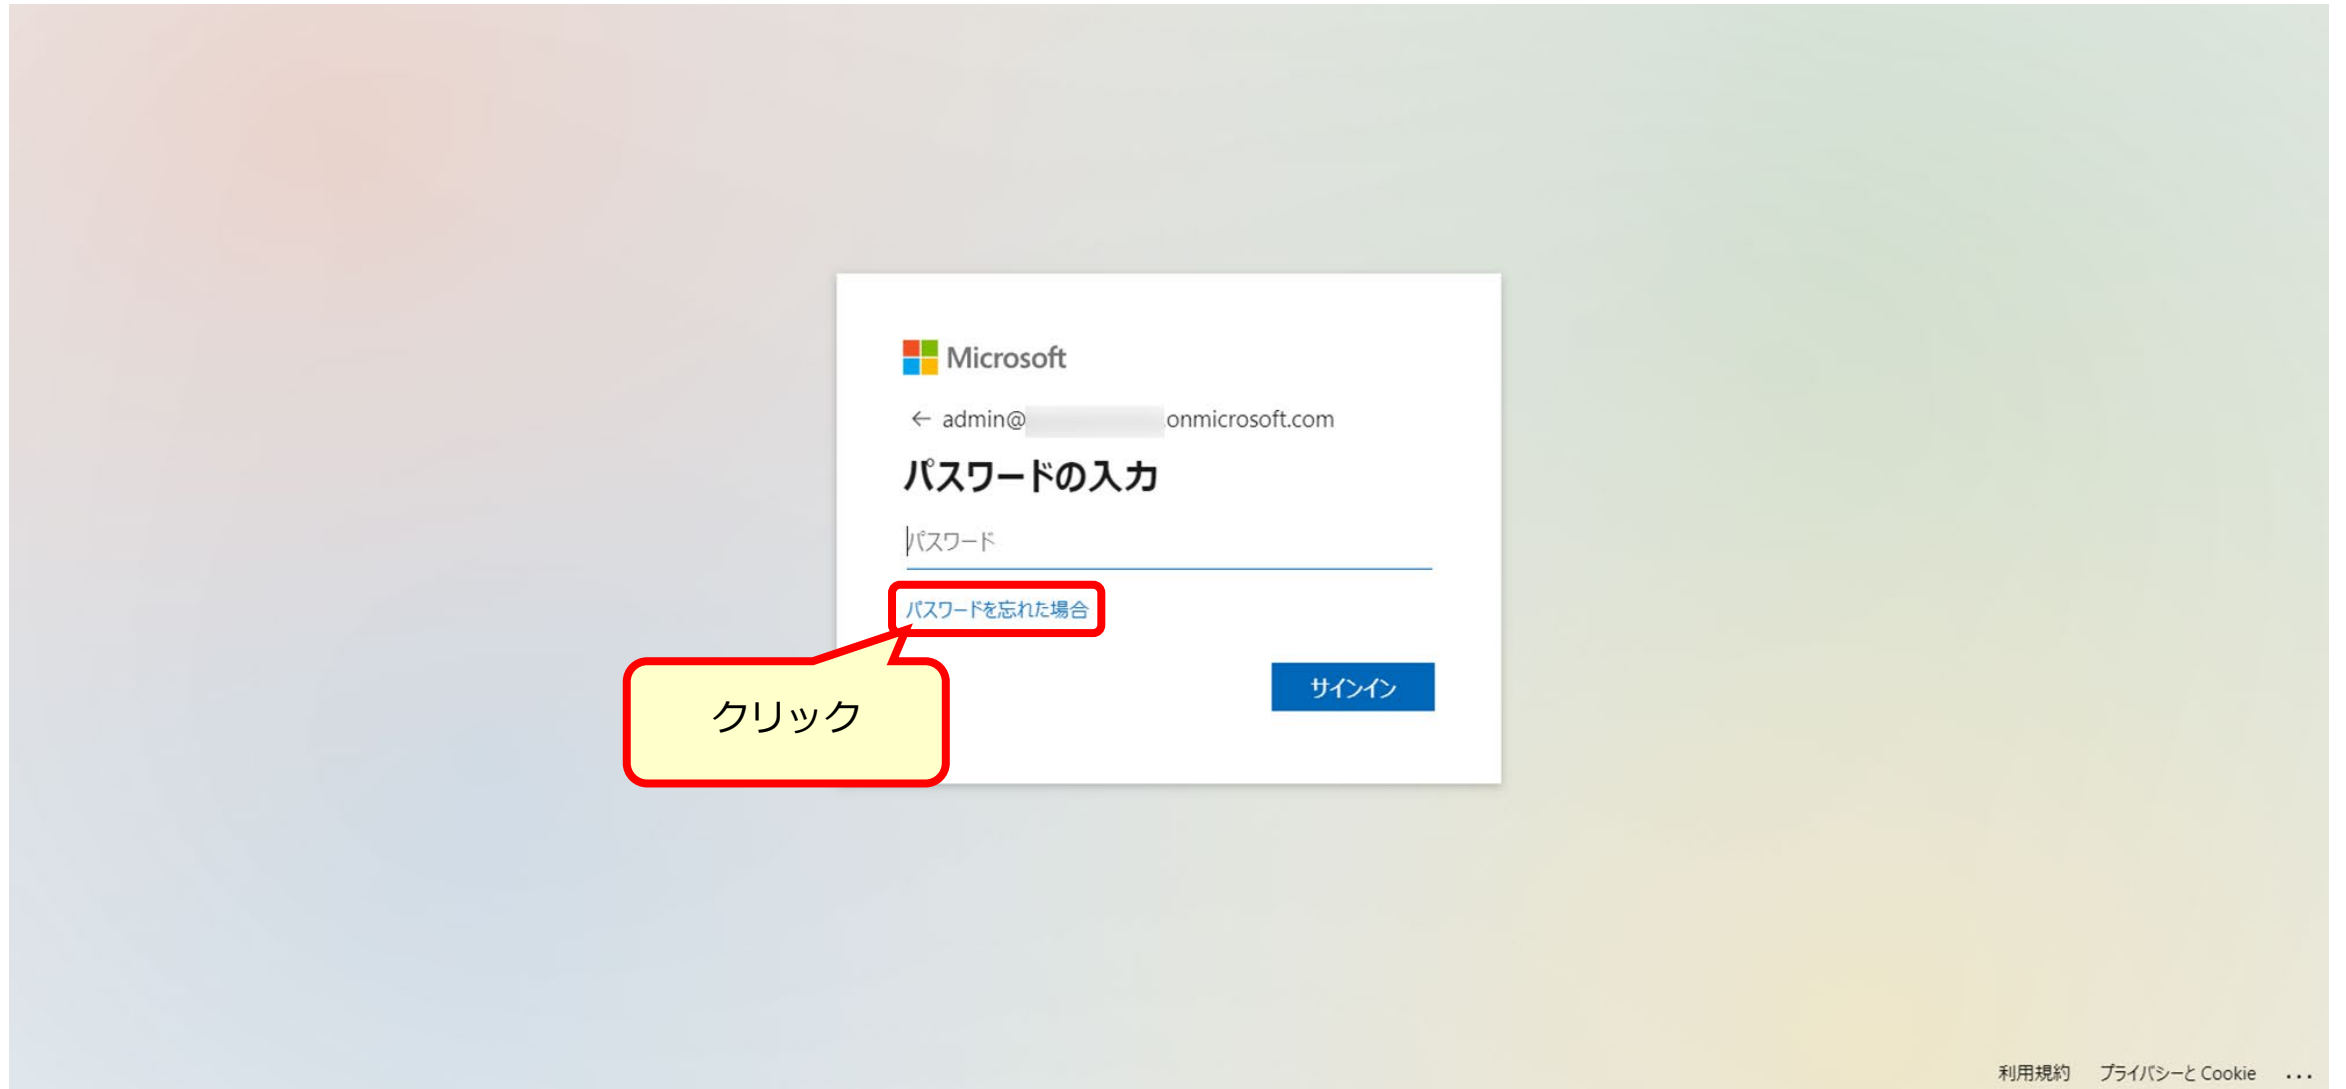 Microsoft
← admin@ onmicrosoft.com
パスワードの入力
パスワード
パスワードを忘れた場合
クリック
サインイン
利用規約 プライバシーと Cookie ...